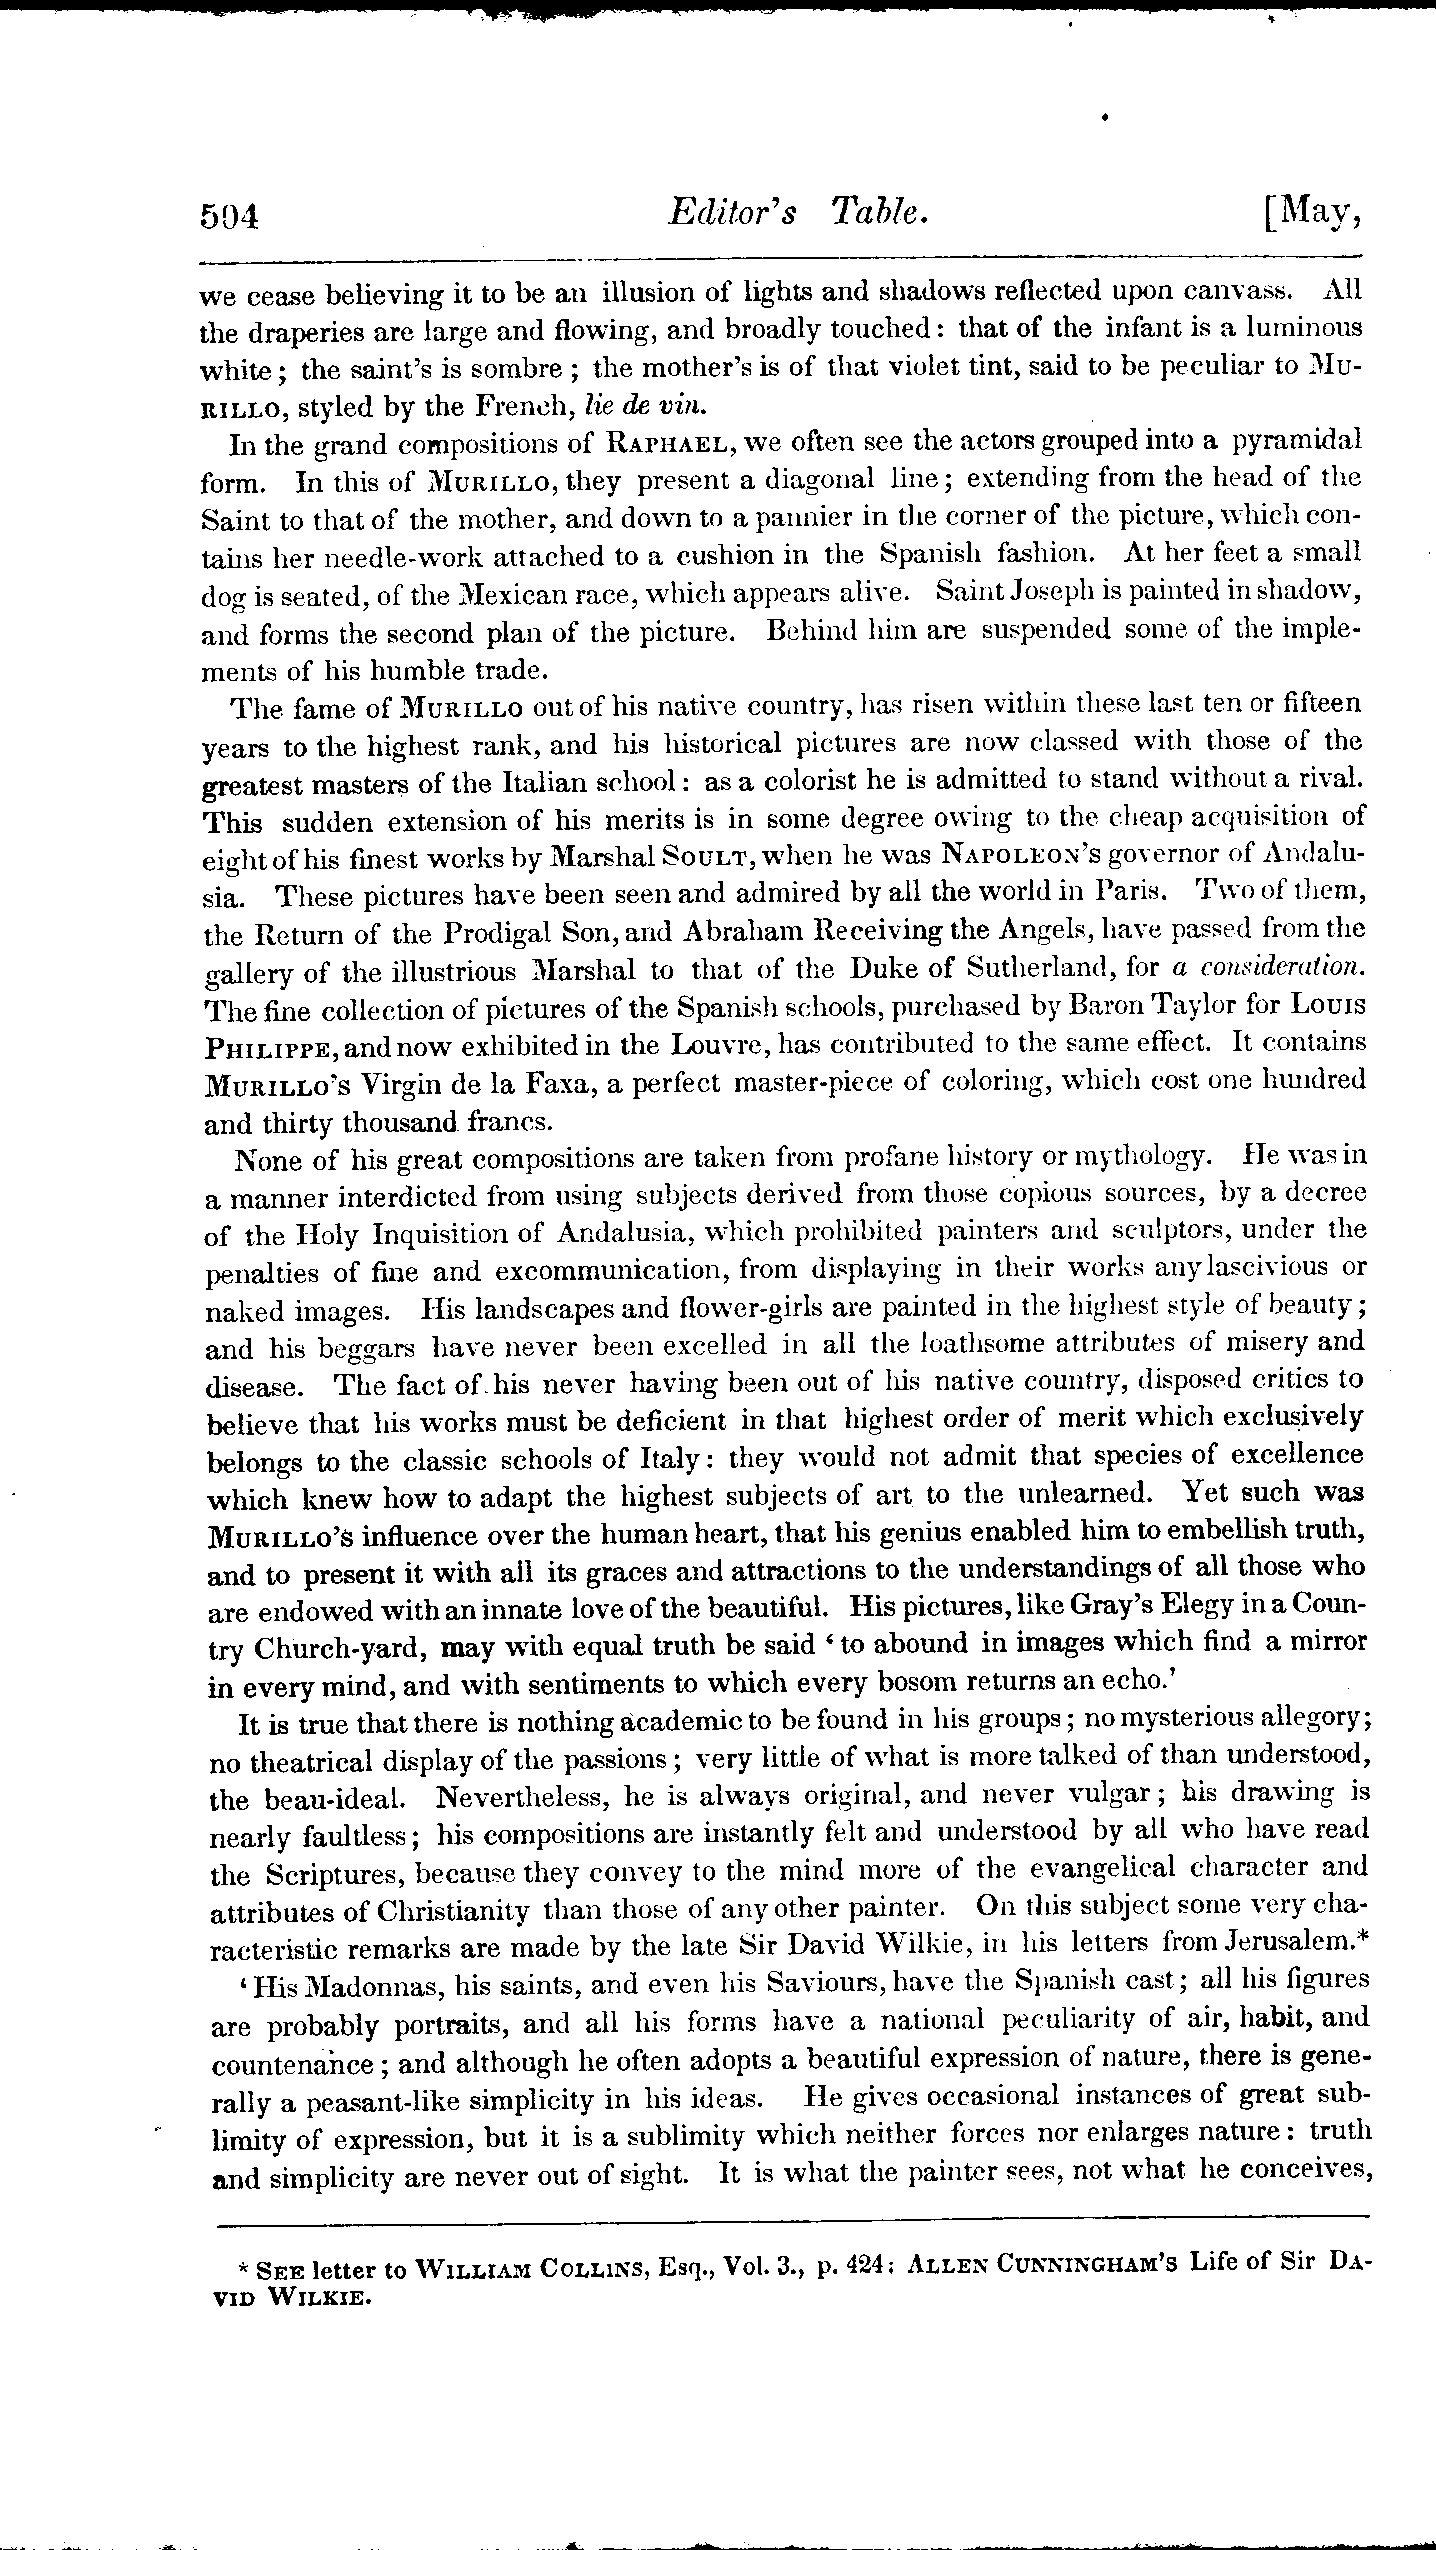 504 Editor's Table. [May,
we cease believing it to be an illusion of lights and shadows reflected upon canvass. All
the draperies are large and flowing, and broadly touched: that of the infant is a luminous
white; the saint's is sombre; the mother's is of that violet tint, said to be peculiar to MU-
RILLO, styled by the French, lie de vin.
In the grand compositions of RAPHAEL, we often see the actors grouped into a pyramidal
form. In this of MURILLO, they present a diagonal line; extending from the head of the
Saint to that of the mother, and down to a pannier in the corner of the picture, which con-
tains her needle-work attached to a cushion in the Spanish fashion. At her feet a small
dog is seated, of the Mexican race, which appears alive. Saint Joseph is painted in shadow,
and forms the second plan of the picture. Behind him are suspended some of the imple-
ments of his humble trade.
The fame of MURILLO out of his native country, has risen within these last ten or fifteen
years to the highest rank, and his historical pictures are now classed with those of the
greatest masters of the Italian school: as a colorist he is admitted to stand without a rival.
This sudden extension of his merits is in some degree owing to the cheap acquisition of
eight of his finest works by Marshal SOULT, when he was NAPOLEON'S governor of Andalu-
sia. These pictures have been seen and admired by all the world in Paris. Two of them,
the Return of the Prodigal Son, and Abraham Receiving the Angels, have passed from the
gallery of the illustrious Marshal to that of the Duke of Sutherland, for a consideration.
The fine collection of pictures of the Spanish schools, purchased by Baron Taylor for LOUIS
PHILIPPE, and now exhibited in the Louvre, has contributed to the same effect. It contains
MURILLO'S Virgin de la Faxa, a perfect master-piece of coloring, which cost one hundred
and thirty thousand francs.
None of his great compositions are taken from profane history or mythology. He was in
a manner interdicted from using subjects derived from those copious sources, by a decree
of the Holy Inquisition of Andalusia, which prohibited painters and sculptors, under the
penalties of fine and excommunication, from displaying in their works any lascivious or
naked images. His landscapes and flower-girls are painted in the highest style of beauty;
and his beggars have never been excelled in all the loathsome attributes of misery and
disease. The fact of his never having been out of his native country, disposed critics to
believe that his works must be deficient in that highest order of merit which exclusively
belongs to the classic schools of Italy: they would not admit that species of excellence
which knew how to adapt the highest subjects of art to the unlearned. Yet such was
MURILLO'S influence over the human heart, that his genius enabled him to embellish truth,
and to present it with all its graces and attractions to the understandings of all those who
are endowed with an innate love of the beautiful. His pictures, like Gray's Elegy in a Coun-
try Church-yard, may with equal truth be said ' to abound in images which find a mirror
in every mind, and with sentiments to which every bosom returns an echo.'
It is true that there is nothing academic to be found in his groups; no mysterious allegory;
no theatrical display of the passions; very little of what is more talked of than understood,
the beau-ideal. Nevertheless, he is always original, and never vulgar; his drawing is
nearly faultless; his compositions are instantly felt and understood by all who have read
the Scriptures, because they convey to the mind more of the evangelical character and
attributes of Christianity than those of any other painter. On this subject some very cha-
racteristic remarks are made by the late Sir David Wilkie, in his letters from Jerusalem.*
' His Madonnas, his saints, and even his Saviours, have the Spanish cast; all his figures
are probably portraits, and all his forms have a national peculiarity of air, habit, and
countenance; and although he often adopts a beautiful expression of nature, there is gene-
rally a peasant-like simplicity in his ideas. He gives occasional instances of great sub-
limity of expression, but it is a sublimity which neither forces nor enlarges nature: truth
and simplicity are never out of sight. It is what the painter sees, not what he conceives,
* SEE letter to WILLIAM COLLINS, Esq., Vol. 3., p. 424: ALLEN CUNNINGHAM'S Life of Sir DA-
VID WILKIE.